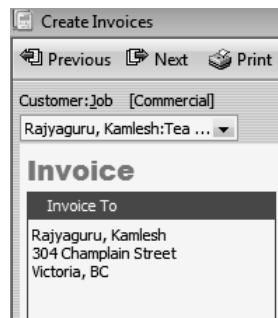 Create Invoices
Previous Next Print
Customer:Job [Commercial]
Rajyaguru, Kamlesh:Tea ...
Invoice
Invoice To
Rajyaguru, Kamlesh
304 Champlain Street
Victoria, BC